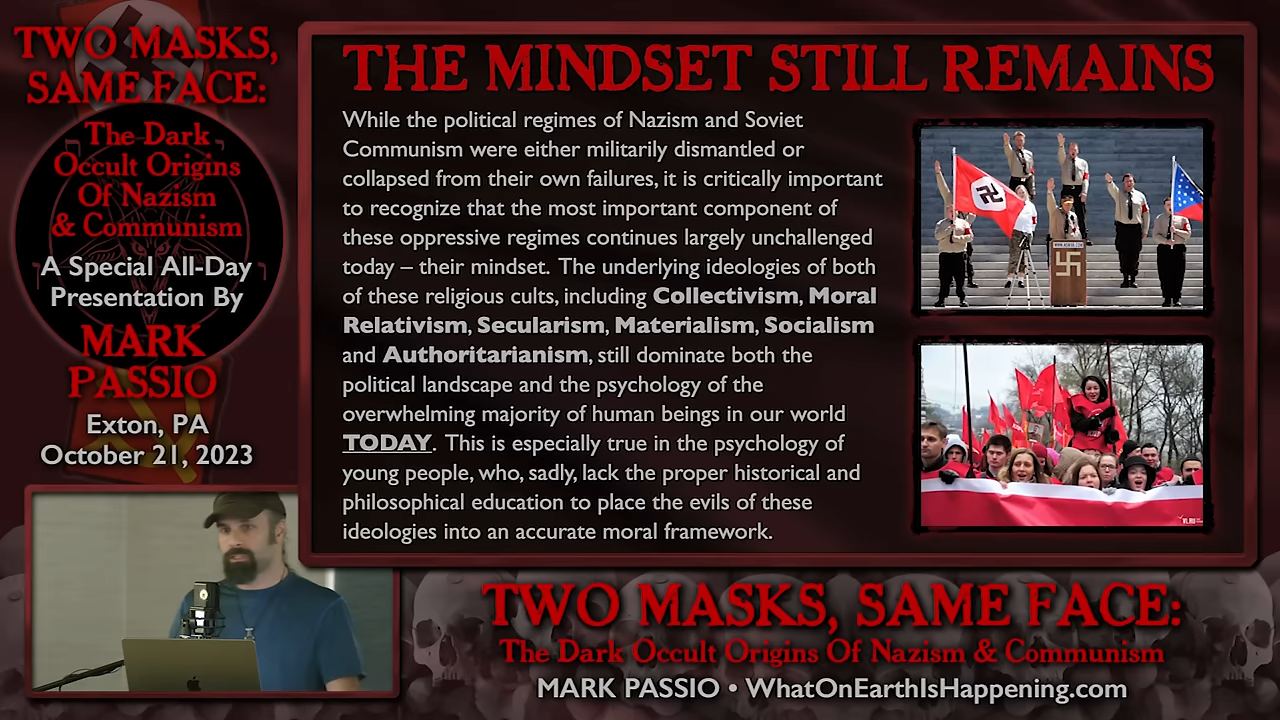 TWO MASKS,
SAME FACE:
The Dark
Occult Origins
Of Nazism
& Communism
A Special All-Day
Presentation By
MARK
PASSIO
Exton, PA
October 21, 2023
THE MINDSET STILL REMAINS
While the political regimes of Nazism and Soviet
Communism were either militarily dismantled or
collapsed from their own failures, it is critically important
to recognize that the most important component of
these oppressive regimes continues largely unchallenged
today – their mindset. The underlying ideologies of both
of these religious cults, including Collectivism, Moral
Relativism, Secularism, Materialism, Socialism
and Authoritarianism, still dominate both the
political landscape and the psychology of the
overwhelming majority of human beings in our world
TODAY. This is especially true in the psychology of
young people, who, sadly, lack the proper historical and
philosophical education to place the evils of these
ideologies into an accurate moral framework.
TWO MASKS, SAME FACE:
The Dark Occult Origins Of Nazism & Communism
MARK PASSIO • WhatOnEarthIsHappening.com